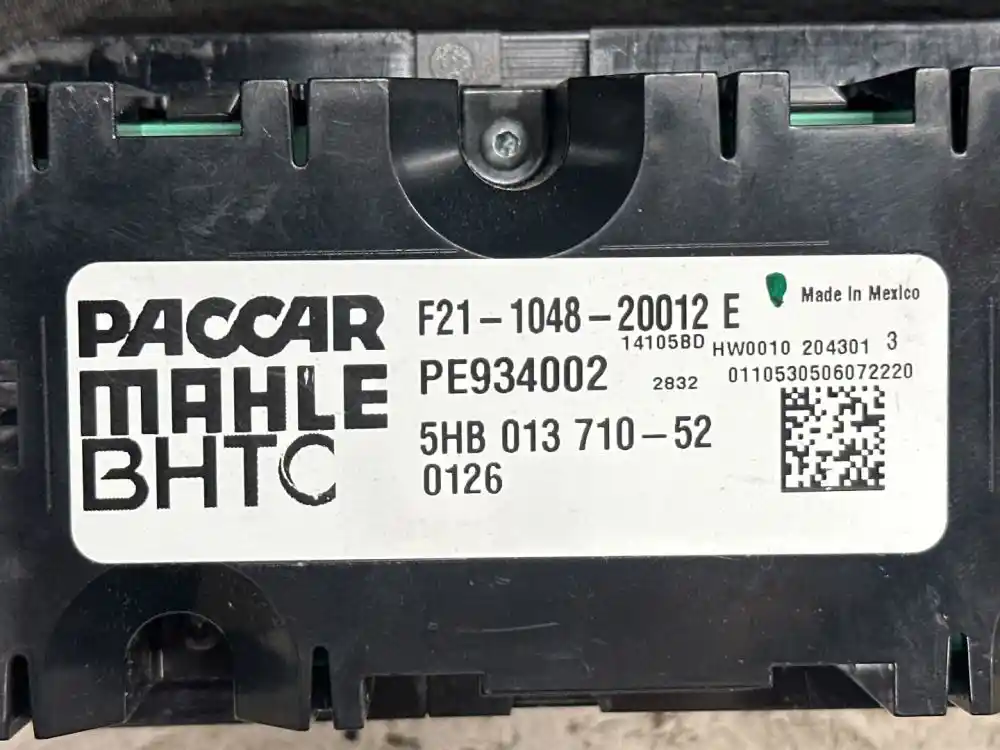 PACCAR
MAHLE
BHTC
F21-1048-20012 E
Made In Mexico
14105BD HW0010 204301 3
PE934002 2832 0110530506072220
5HB 013 710-52
0126